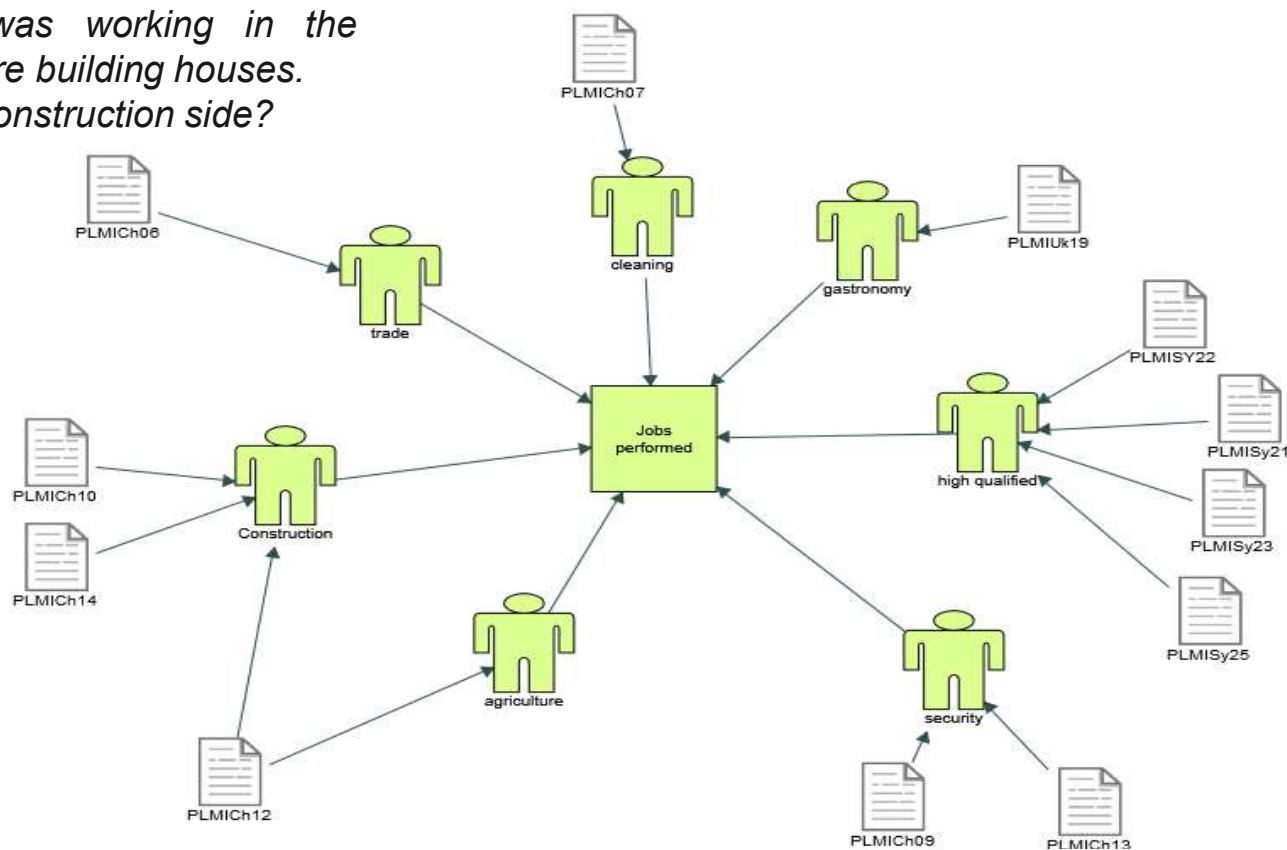 was working in the
re building houses.
onstruction side?
PLMICh07
PLMICh06
PLMIUk19
cleaning
gastronomy
trade
PLMISY22
Jobs
performed
PLMISy21
PLMICh10
high qualified
Construction
PLMISy23
PLMICh14
PLMISy25
agriculture
security
PLMICh12
PLMICh09
PLMICh13